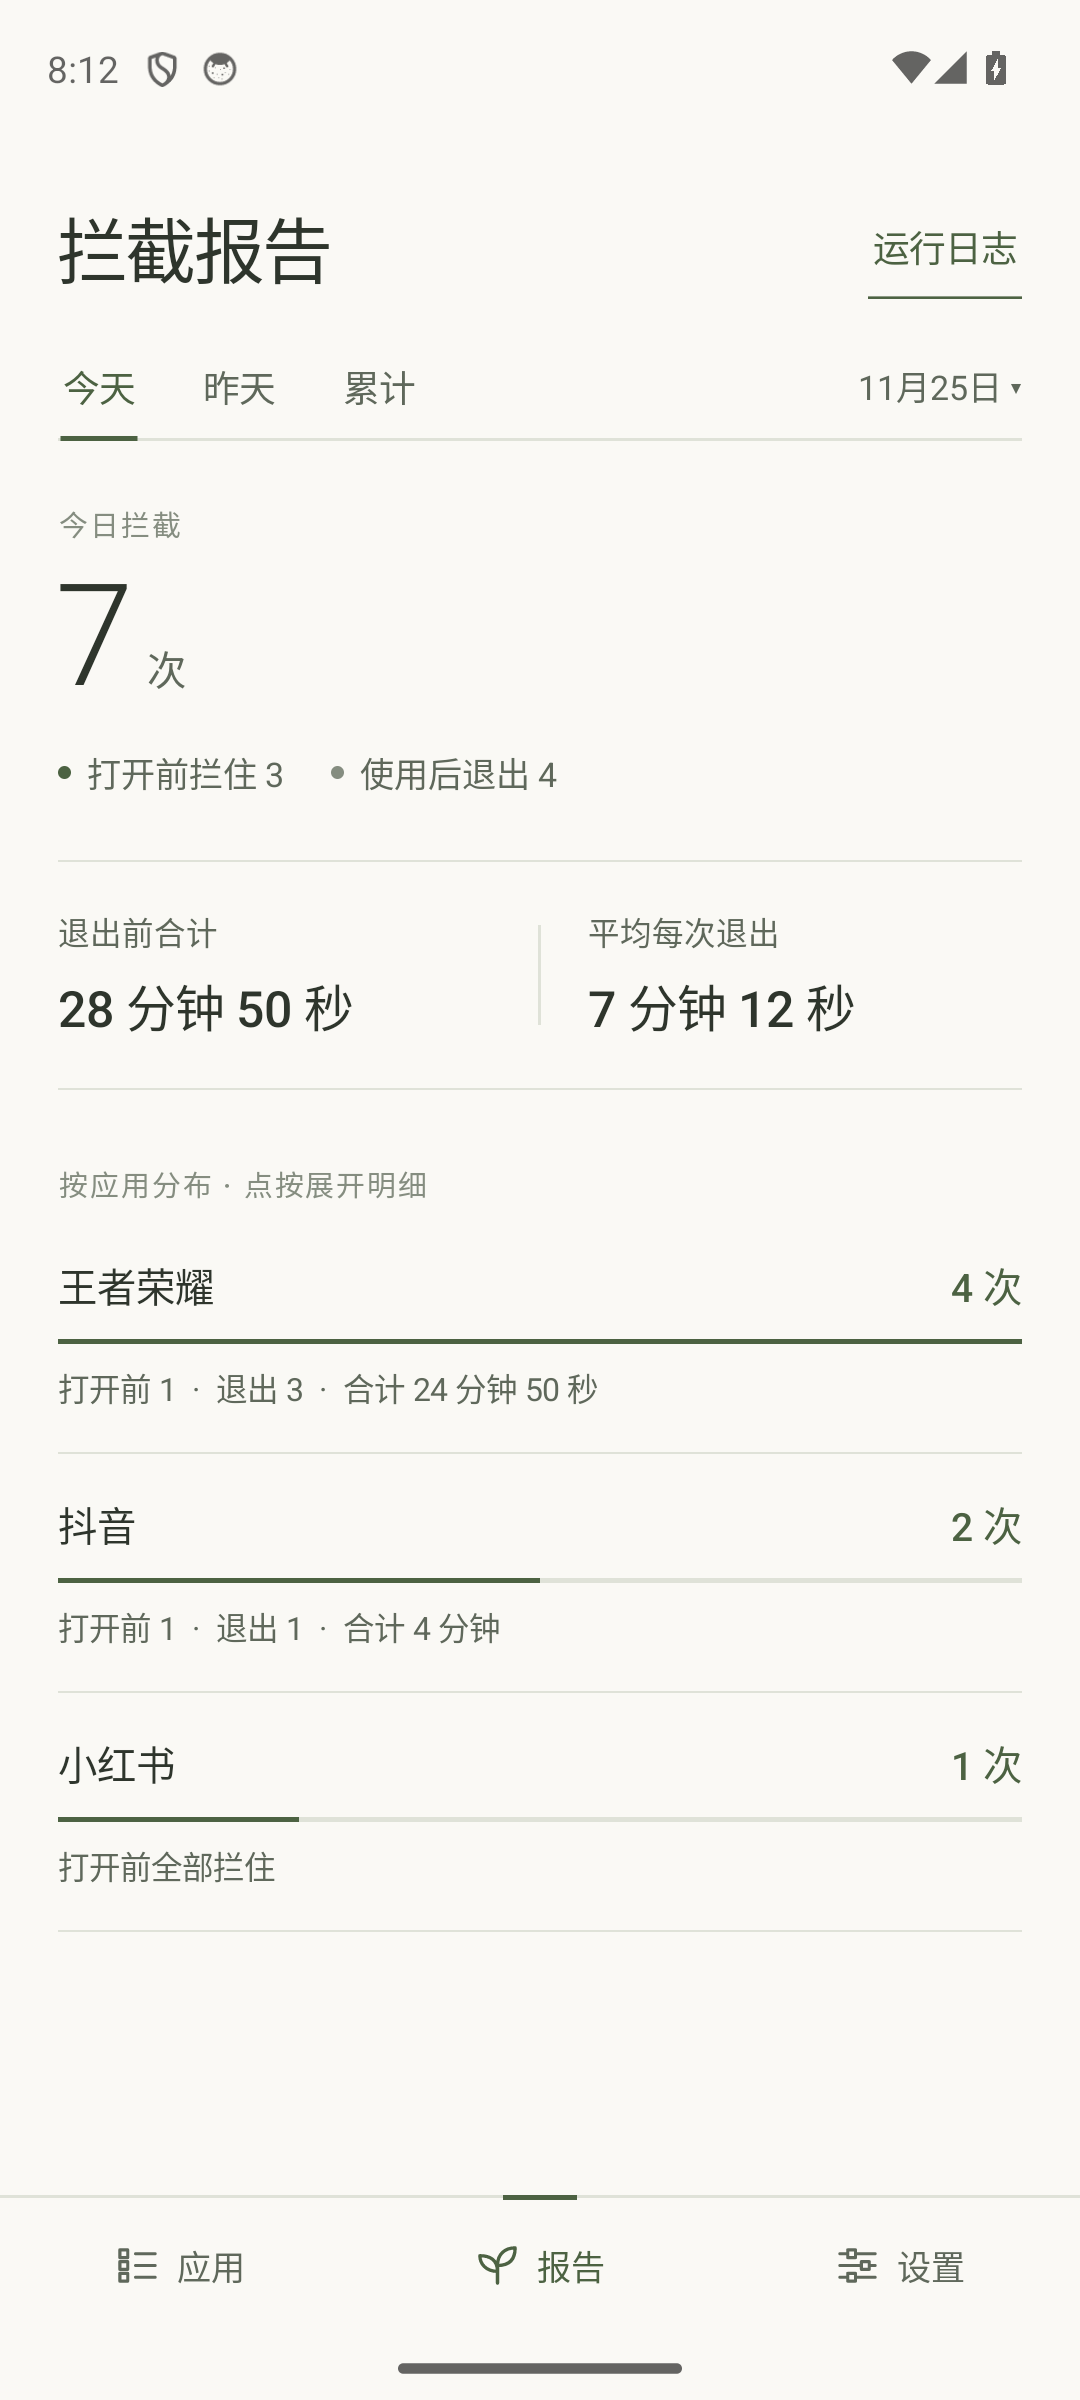 8:12
拦截报告
运行日志
今天 昨天 累计 11月25日 ▾
今日拦截
7 次
打开前拦住 3 使用后退出 4
退出前合计 平均每次退出
28 分钟 50 秒 7 分钟 12 秒
按应用分布 · 点按展开明细
王者荣耀 4 次
打开前 1 · 退出 3 · 合计 24 分钟 50 秒
抖音 2 次
打开前 1 · 退出 1 · 合计 4 分钟
小红书 1 次
打开前全部拦住
应用 报告 设置